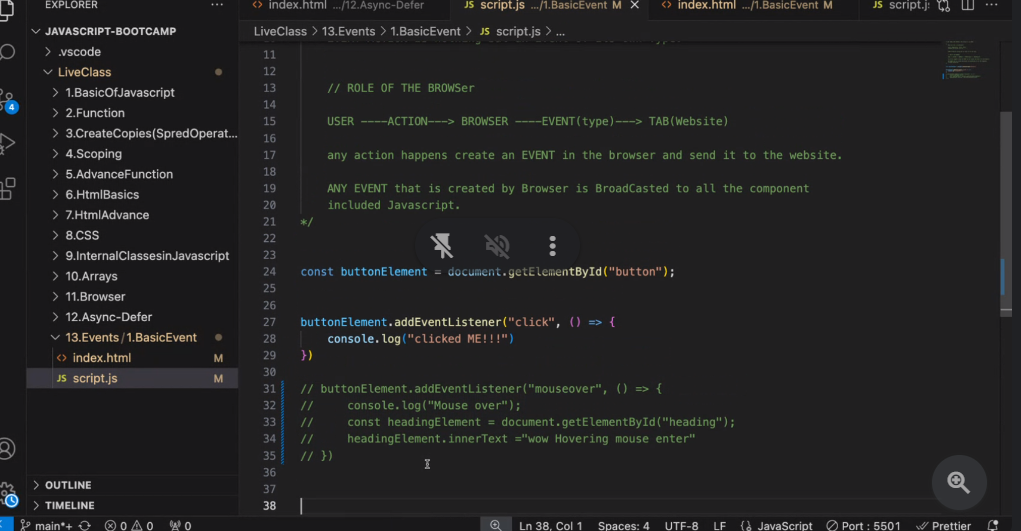 EXPLORER
index.html .../12.Async-Defer
JS script.js .../1.BasicEvent M
index.html .../1.BasicEvent M
JS script.j:
JAVASCRIPT-BOOTCAMP
.vscode
LiveClass
1.BasicOfJavascript
2.Function
3.CreateCopies(SpredOperat...
4.Scoping
5.AdvanceFunction
6.HtmlBasics
7.HtmlAdvance
8.CSS
9.InternalClassesinJavascript
10.Arrays
11.Browser
12.Async-Defer
13.Events / 1.BasicEvent
index.html M
JS script.js M
OUTLINE
TIMELINE
4
LiveClass > 13.Events > 1.BasicEvent > JS script.js > ...
11
12
13 // ROLE OF THE BROWSer
14
15 USER ----ACTION---> BROWSER ----EVENT(type)---> TAB(Website)
16
17 any action happens create an EVENT in the browser and send it to the website.
18
19 ANY EVENT that is created by Browser is BroadCasted to all the component
20 included Javascript.
21 */
22
23
24 const buttonElement = document.getElementById("button");
25
26
27 buttonElement.addEventListener("click", () => {
28 console.log("clicked ME!!!")
29 })
30
31 // buttonElement.addEventListener("mouseover", () => {
32 // console.log("Mouse over");
33 // const headingElement = document.getElementById("heading");
34 // headingElement.innerText ="wow Hovering mouse enter"
35 // })
36
37
38
main*+ 0 0 0 Ln 38, Col 1 Spaces: 4 UTF-8 LF {} JavaScript Port : 5501 Prettier